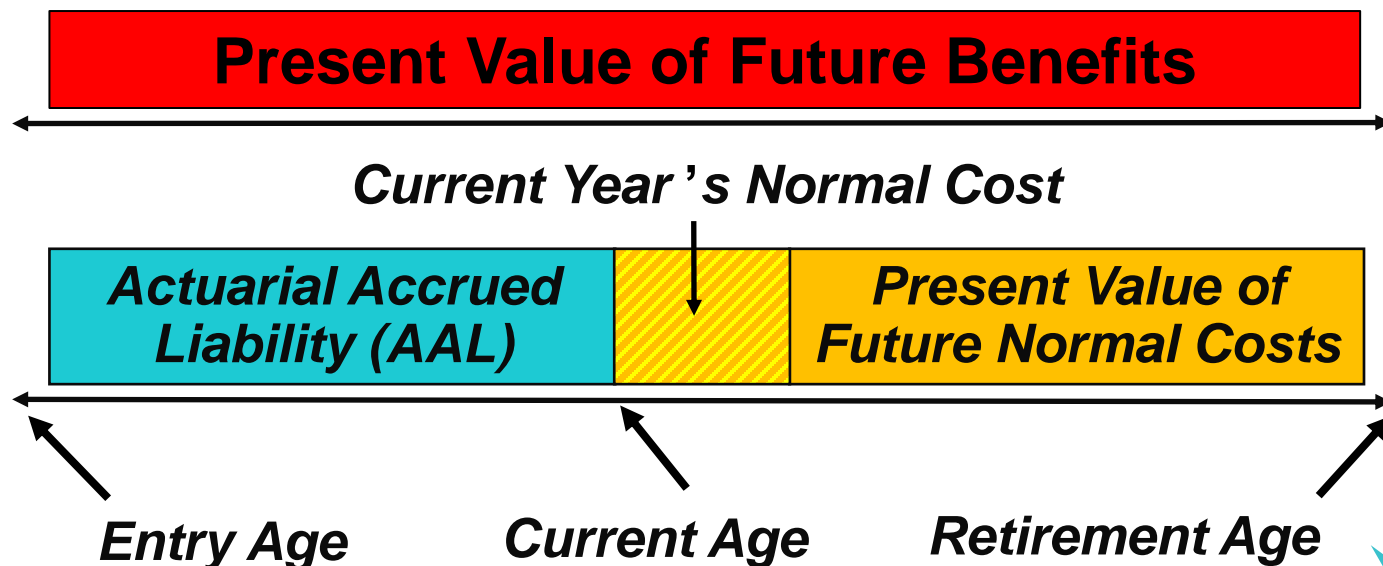 Present Value of Future Benefits
Current Year's Normal Cost
Actuarial Accrued
Liability (AAL)
Present Value of
Future Normal Costs
Entry Age
Current Age
Retirement Age